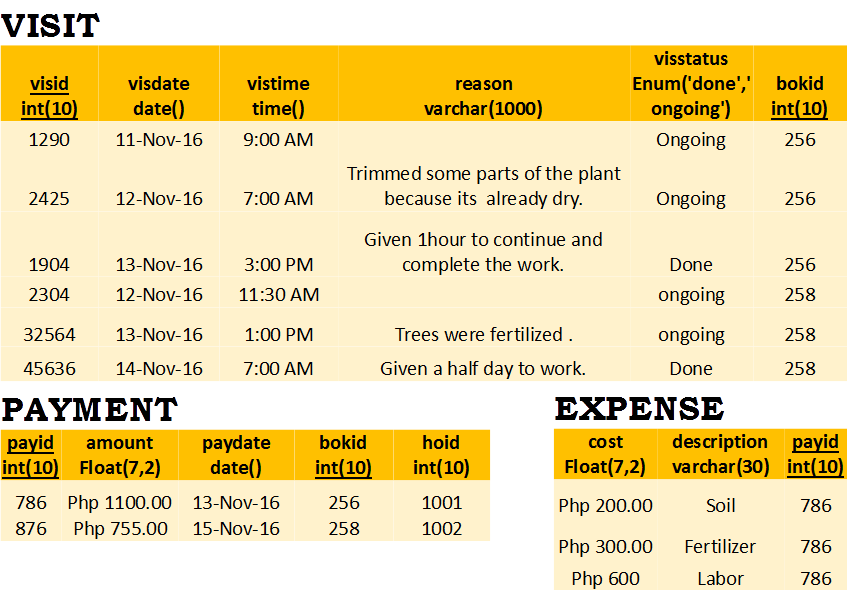 VISIT
visid int(10) visdate date() vistime time() reason varchar(1000) visstatus Enum('done',' ongoing') bokid int(10)
1290 11-Nov-16 9:00 AM Ongoing 256
2425 12-Nov-16 7:00 AM Trimmed some parts of the plant because its already dry. Ongoing 256
1904 13-Nov-16 3:00 PM Given 1hour to continue and complete the work. Done 256
2304 12-Nov-16 11:30 AM ongoing 258
32564 13-Nov-16 1:00 PM Trees were fertilized . ongoing 258
45636 14-Nov-16 7:00 AM Given a half day to work. Done 258
PAYMENT
payid int(10) amount Float(7,2) paydate date() bokid int(10) hoid int(10)
786 Php 1100.00 13-Nov-16 256 1001
876 Php 755.00 15-Nov-16 258 1002
EXPENSE
cost Float(7,2) description varchar(30) payid int(10)
Php 200.00 Soil 786
Php 300.00 Fertilizer 786
Php 600 Labor 786